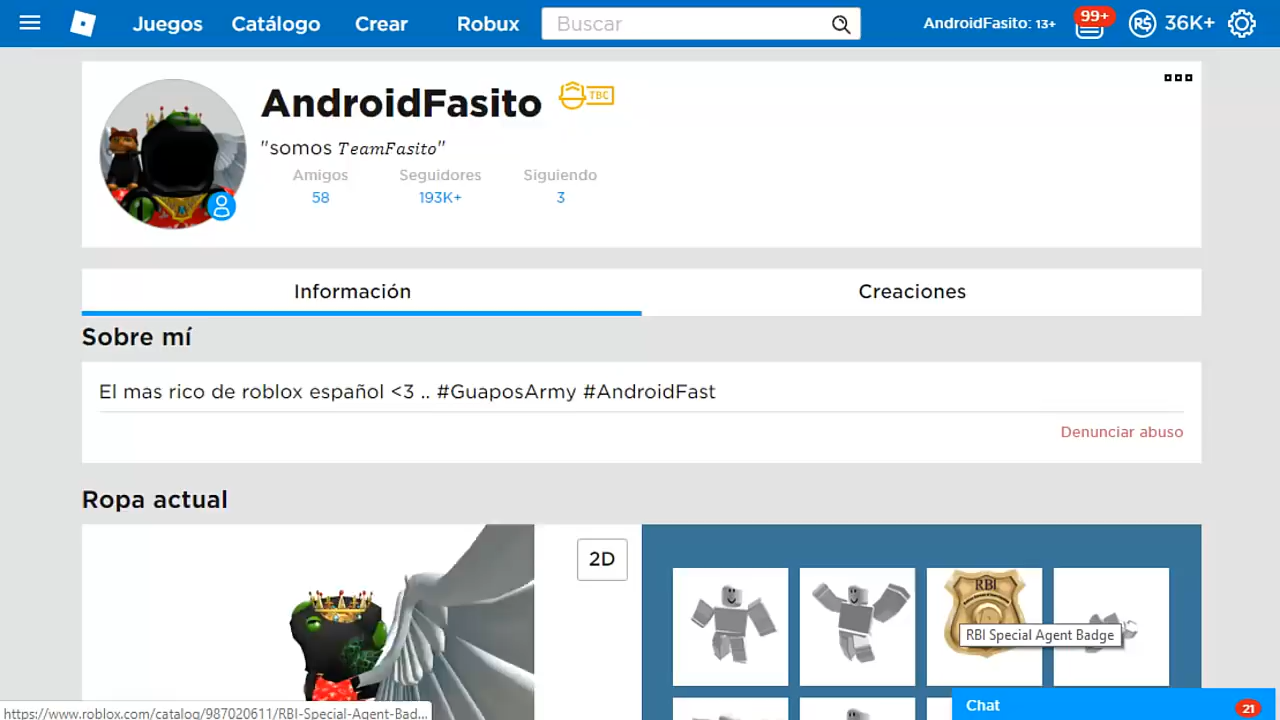 Juegos Catálogo Crear Robux Buscar AndroidFasito: 13+ 99+ R$ 36K+
AndroidFasito TBC
"somos TeamFasito"
Amigos Seguidores Siguiendo
58 193K+ 3
Información Creaciones
Sobre mí
El mas rico de roblox español <3 .. #GuaposArmy #AndroidFast
Denunciar abuso
Ropa actual
2D
RBI
RBI Special Agent Badge
Chat 21
https://www.roblox.com/catalog/987020611/RBI-Special-Agent-Bad...